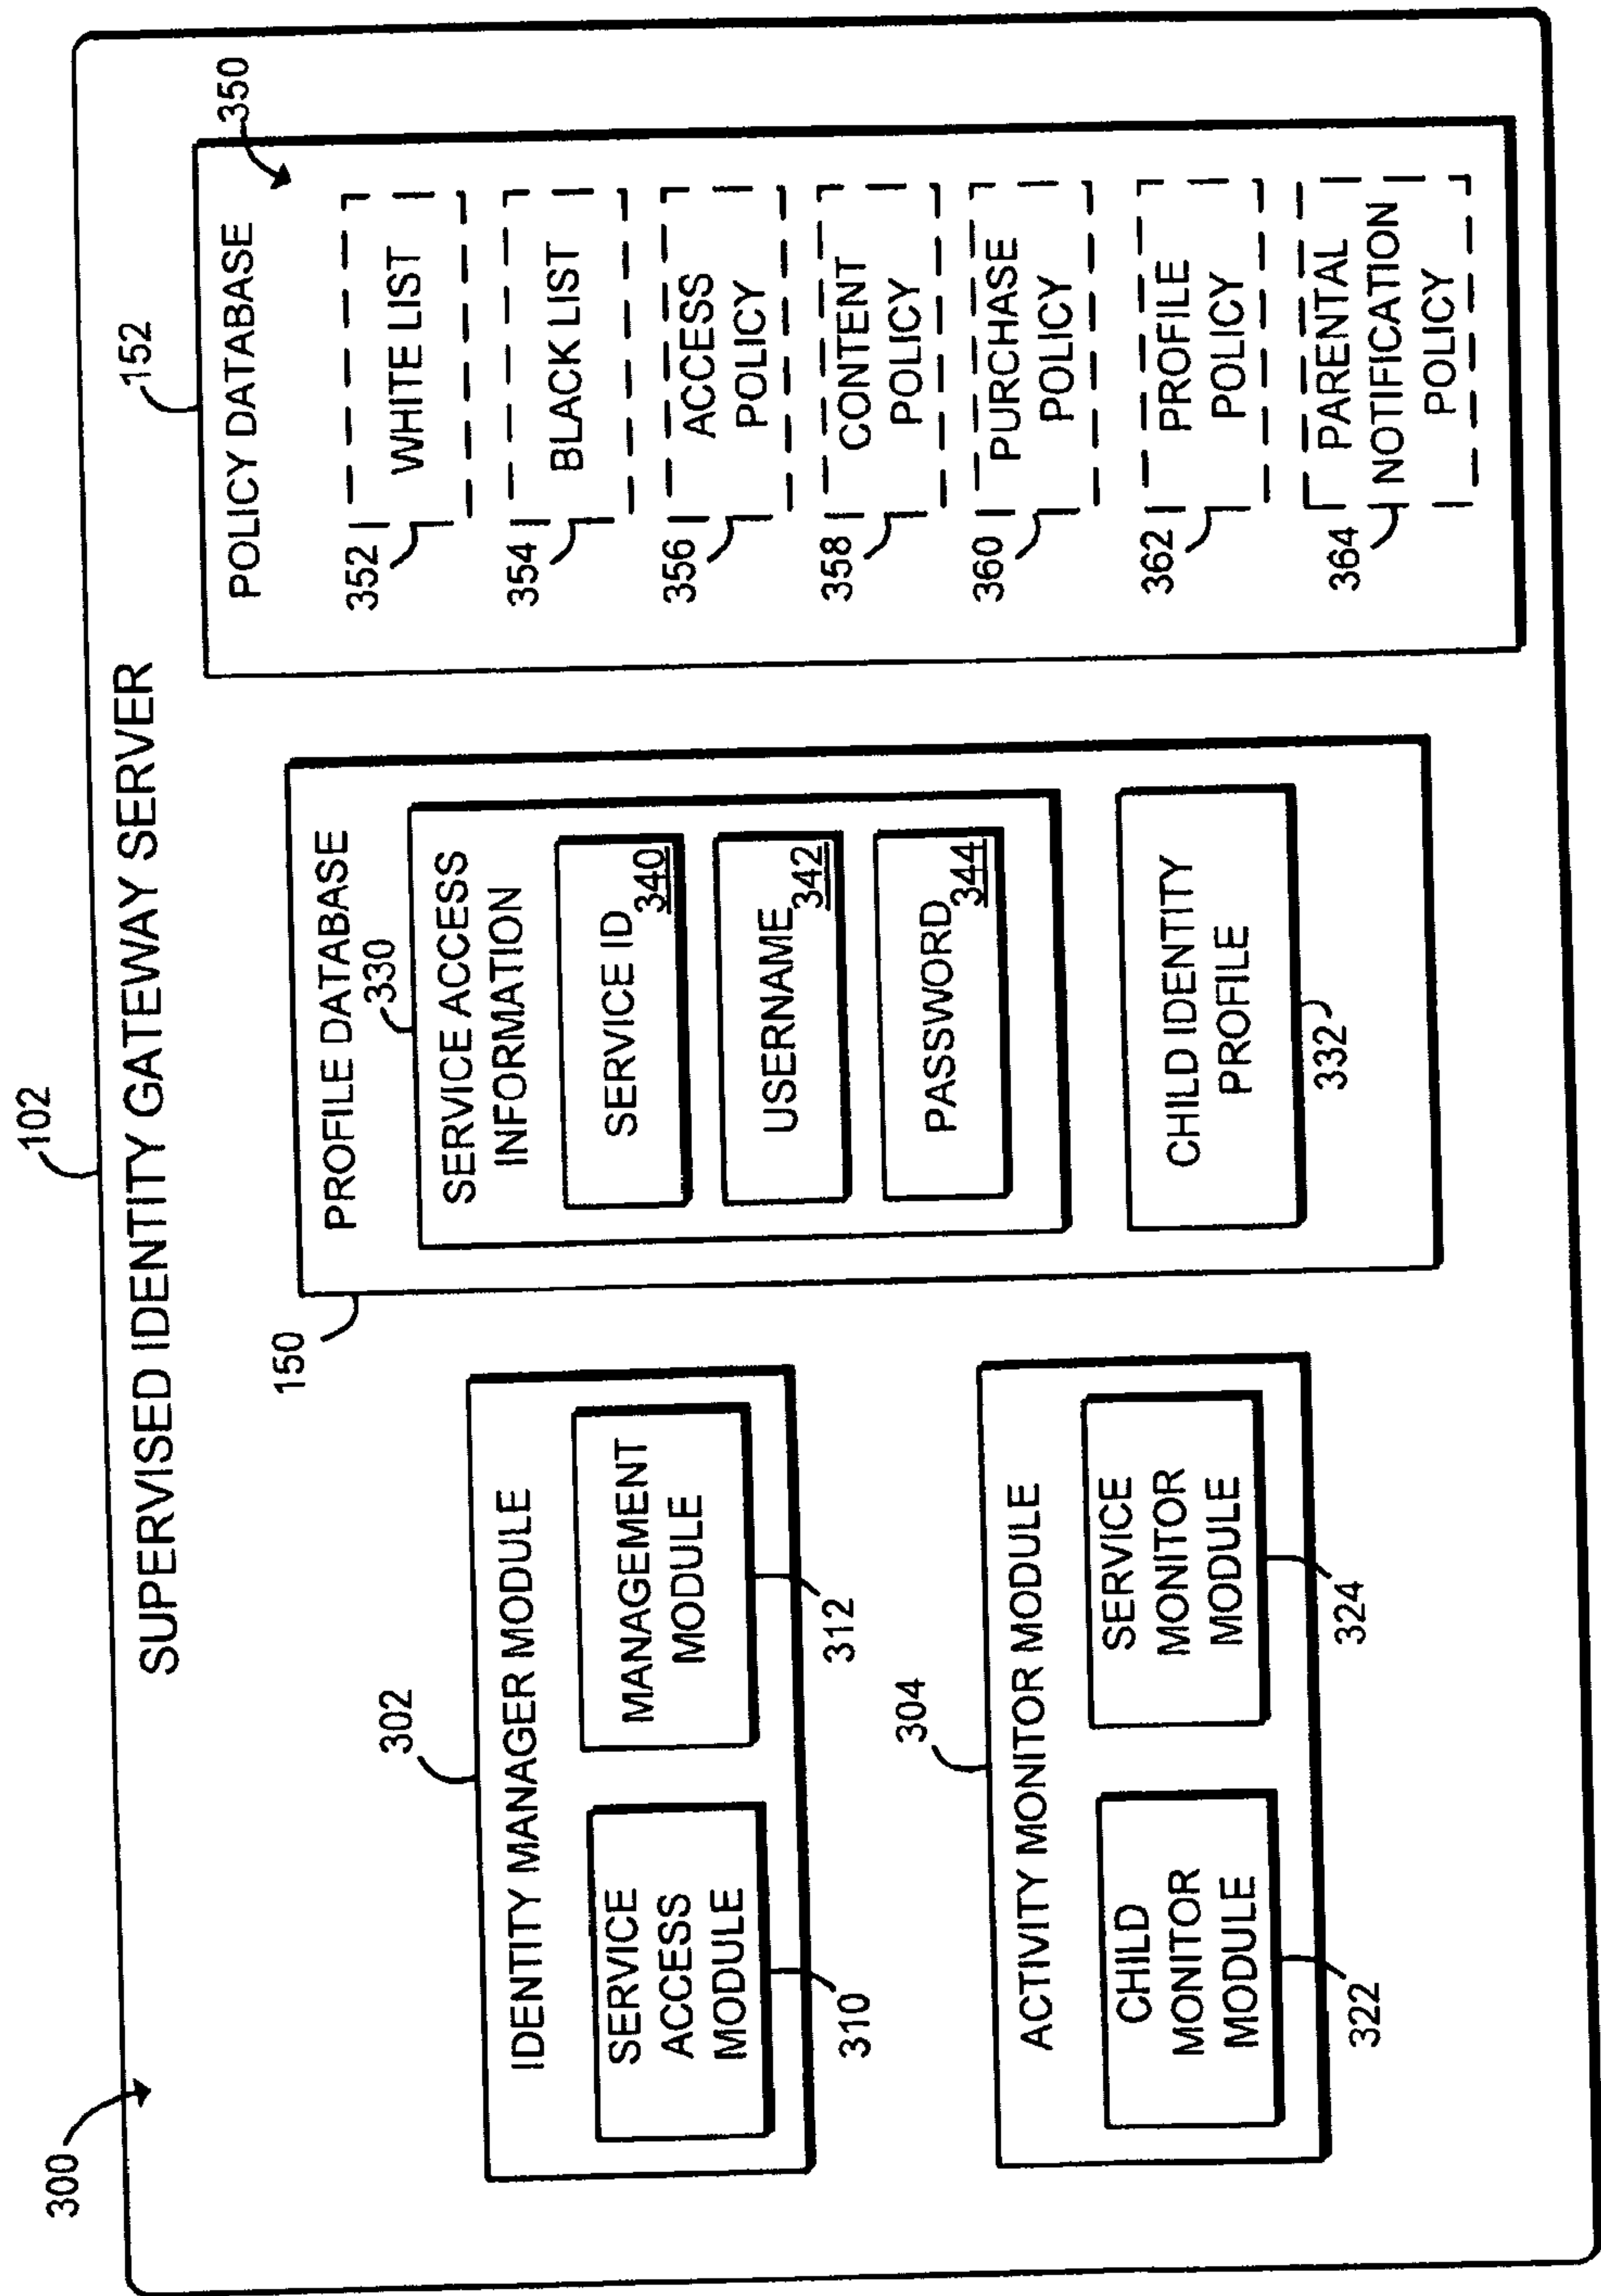 300
102
SUPERVISED IDENTITY GATEWAY SERVER
302
IDENTITY MANAGER MODULE
SERVICE
ACCESS
MODULE
310
MANAGEMENT
MODULE
312
304
ACTIVITY MONITOR MODULE
CHILD
MONITOR
MODULE
322
SERVICE
MONITOR
MODULE
324
150
PROFILE DATABASE
330
SERVICE ACCESS
INFORMATION
SERVICE ID
340
USERNAME
342
PASSWORD
344
CHILD IDENTITY
PROFILE
332
152
POLICY DATABASE
350
352
WHITE LIST
354
BLACK LIST
356
ACCESS
POLICY
358
CONTENT
POLICY
360
PURCHASE
POLICY
362
PROFILE
POLICY
364
PARENTAL
NOTIFICATION
POLICY